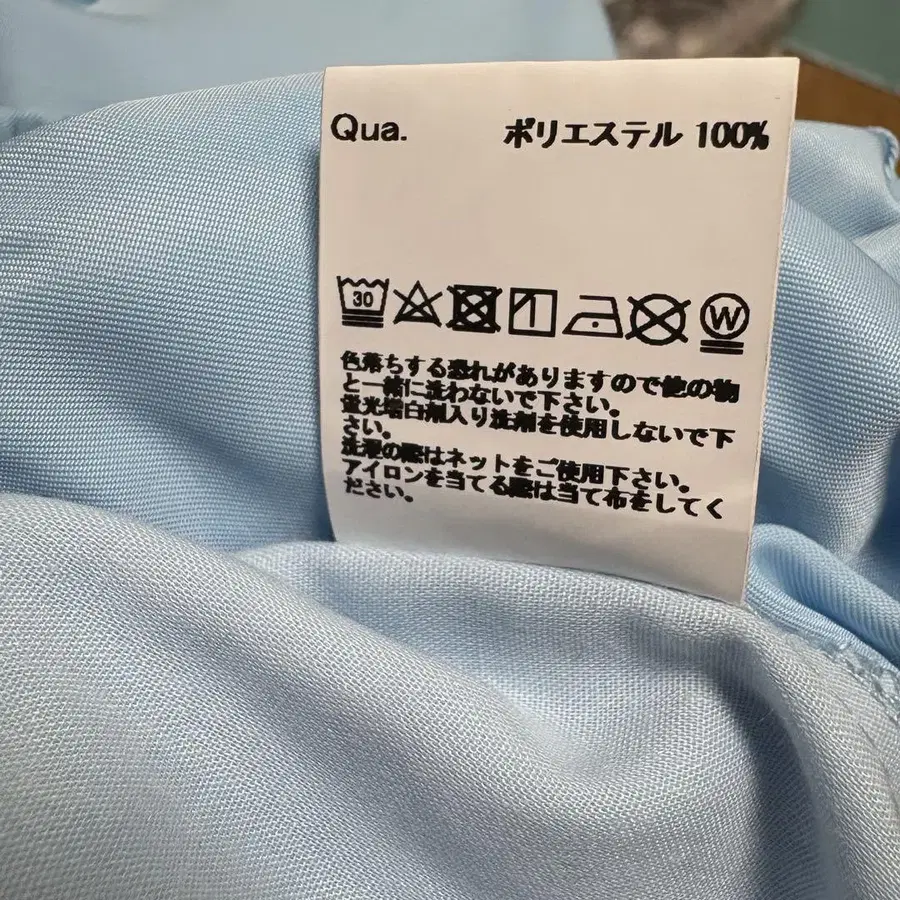 Qua. ポリエステル 100%
30
W
色落ちする恐れがありますので他の物
と一緒に洗わないで下さい。
蛍光増白剤入り洗剤を使用しないで下
さい。
洗濯の際はネットをご使用下さい。
アイロンを当てる際は当て布をしてく
ださい。